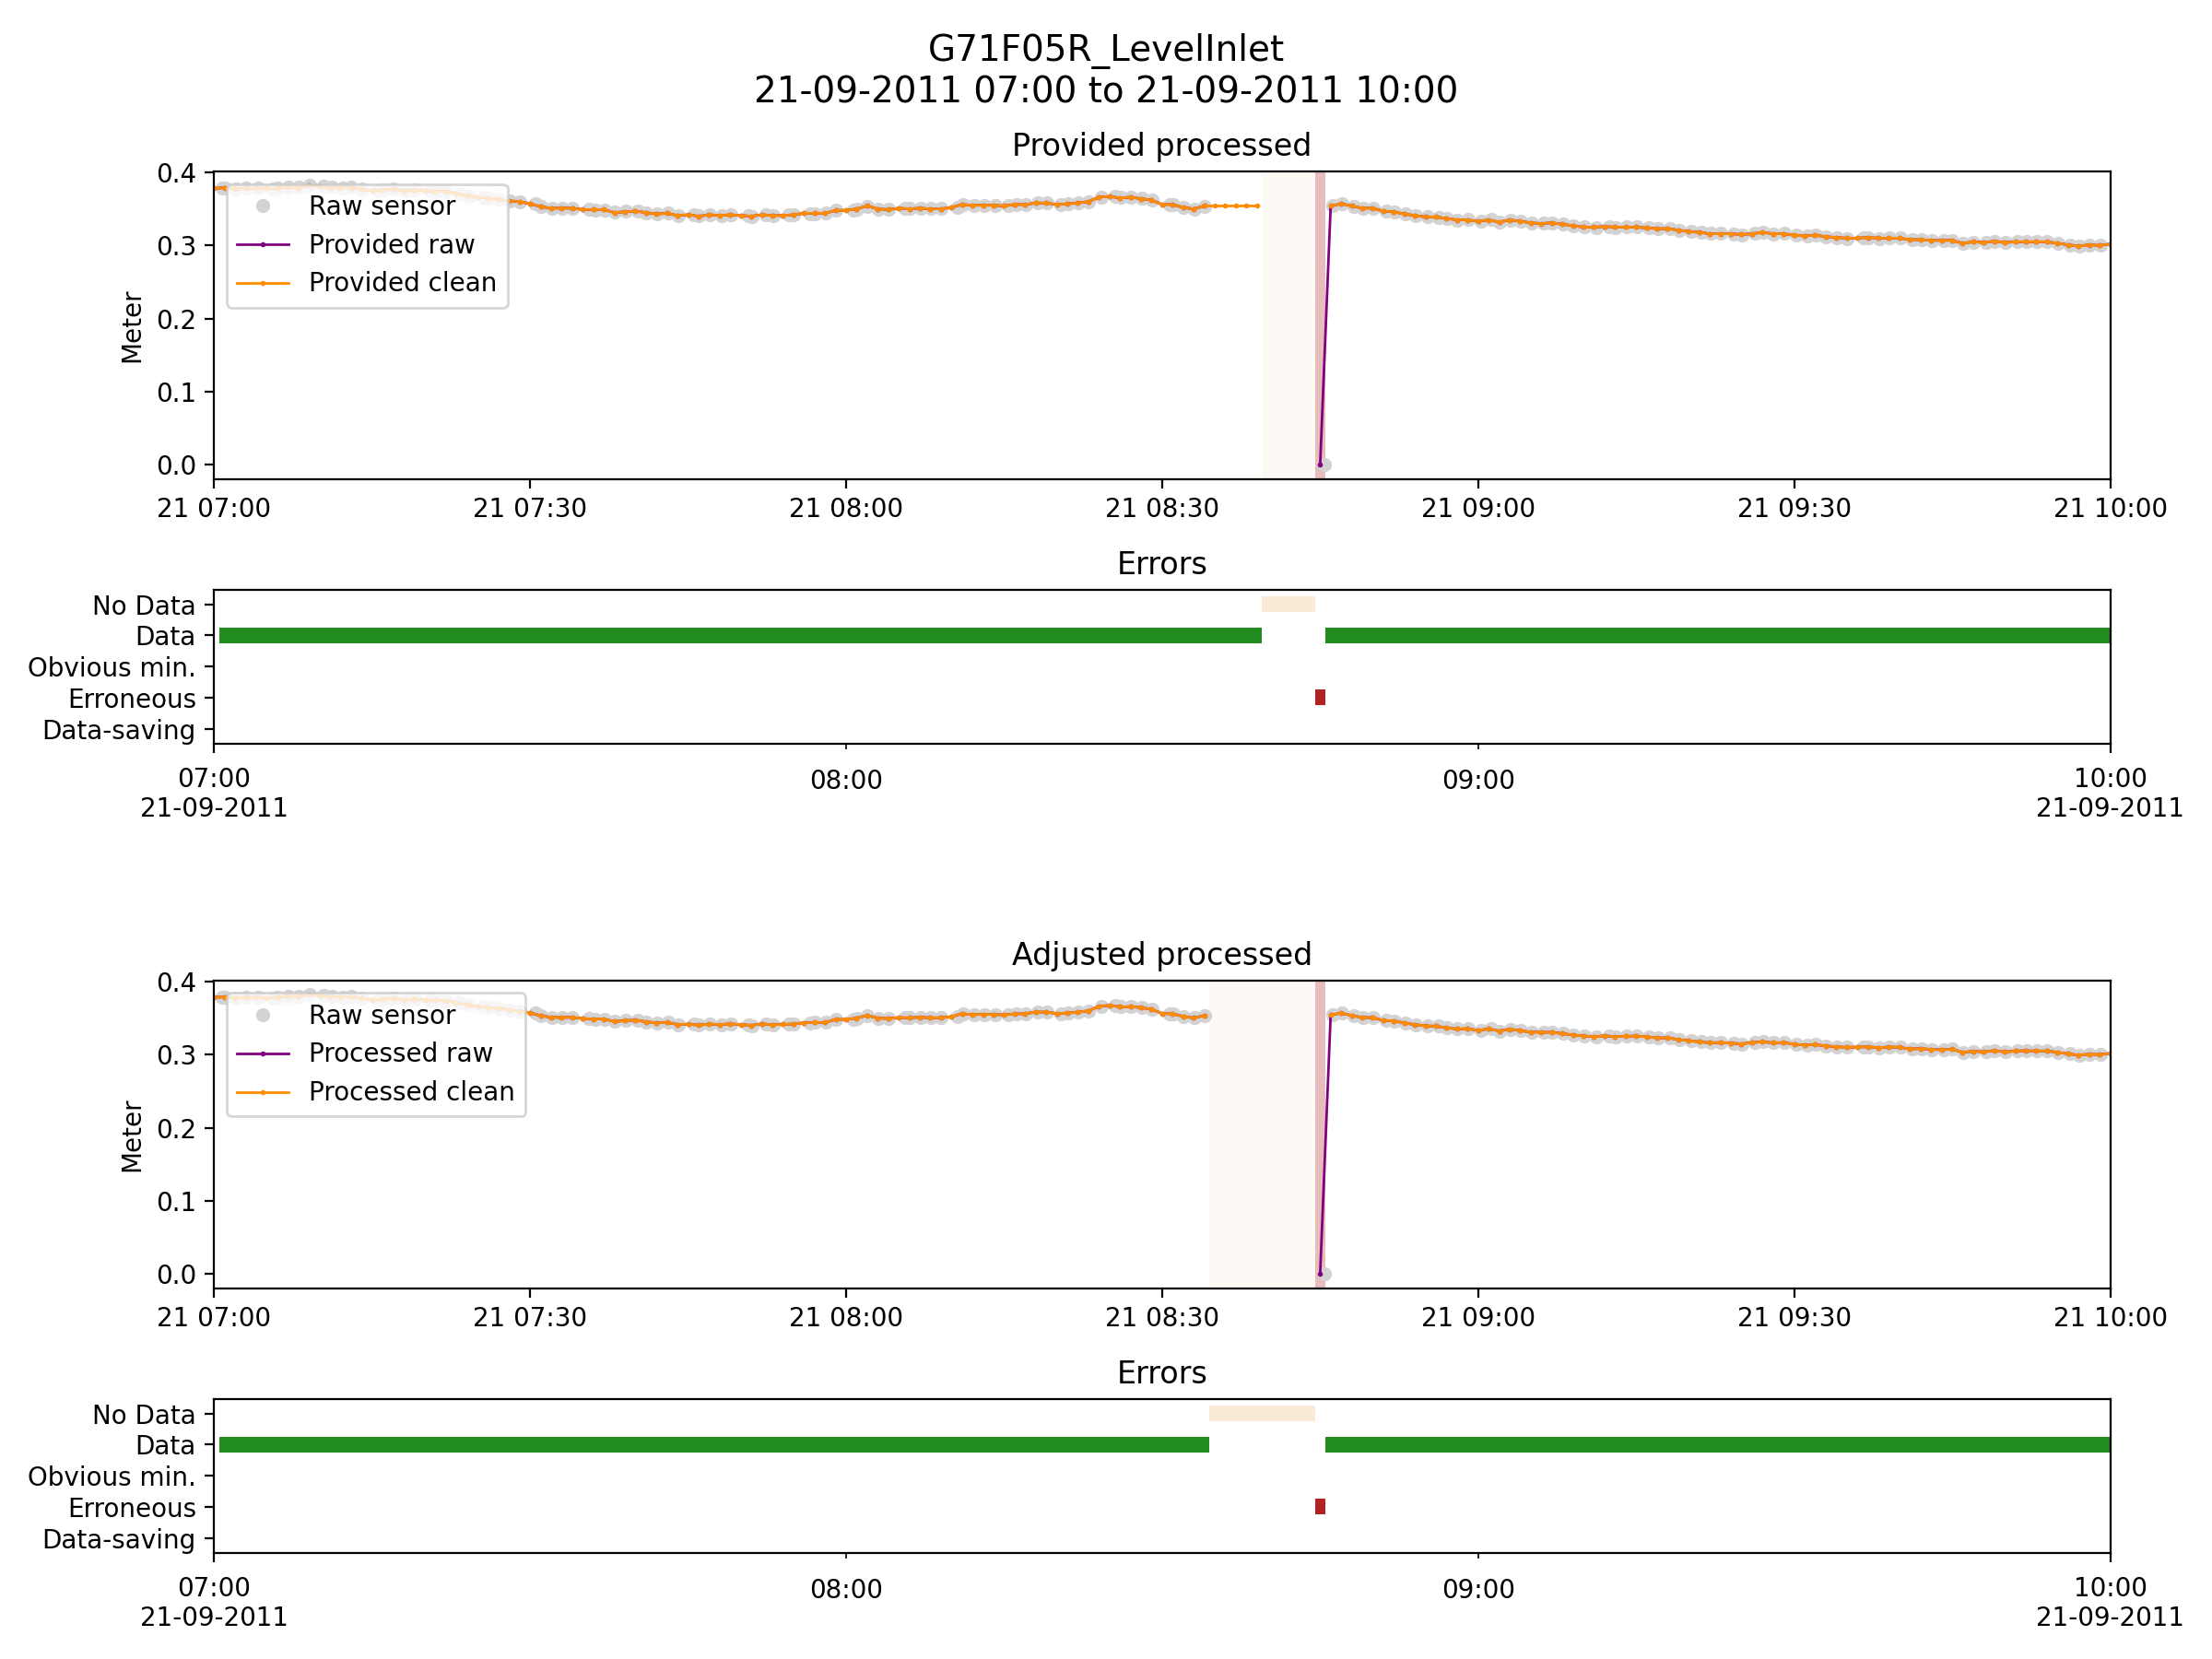 G71F05R_LevelInlet
21-09-2011 07:00 to 21-09-2011 10:00
Provided processed
Meter
0.4
0.3
0.2
0.1
0.0
Raw sensor
Provided raw
Provided clean
21 07:00 21 07:30 21 08:00 21 08:30 21 09:00 21 09:30 21 10:00
Errors
No Data
Data
Obvious min.
Erroneous
Data-saving
07:00 08:00 09:00 10:00
21-09-2011 21-09-2011
Adjusted processed
Meter
0.4
0.3
0.2
0.1
0.0
Raw sensor
Processed raw
Processed clean
21 07:00 21 07:30 21 08:00 21 08:30 21 09:00 21 09:30 21 10:00
Errors
No Data
Data
Obvious min.
Erroneous
Data-saving
07:00 08:00 09:00 10:00
21-09-2011 21-09-2011